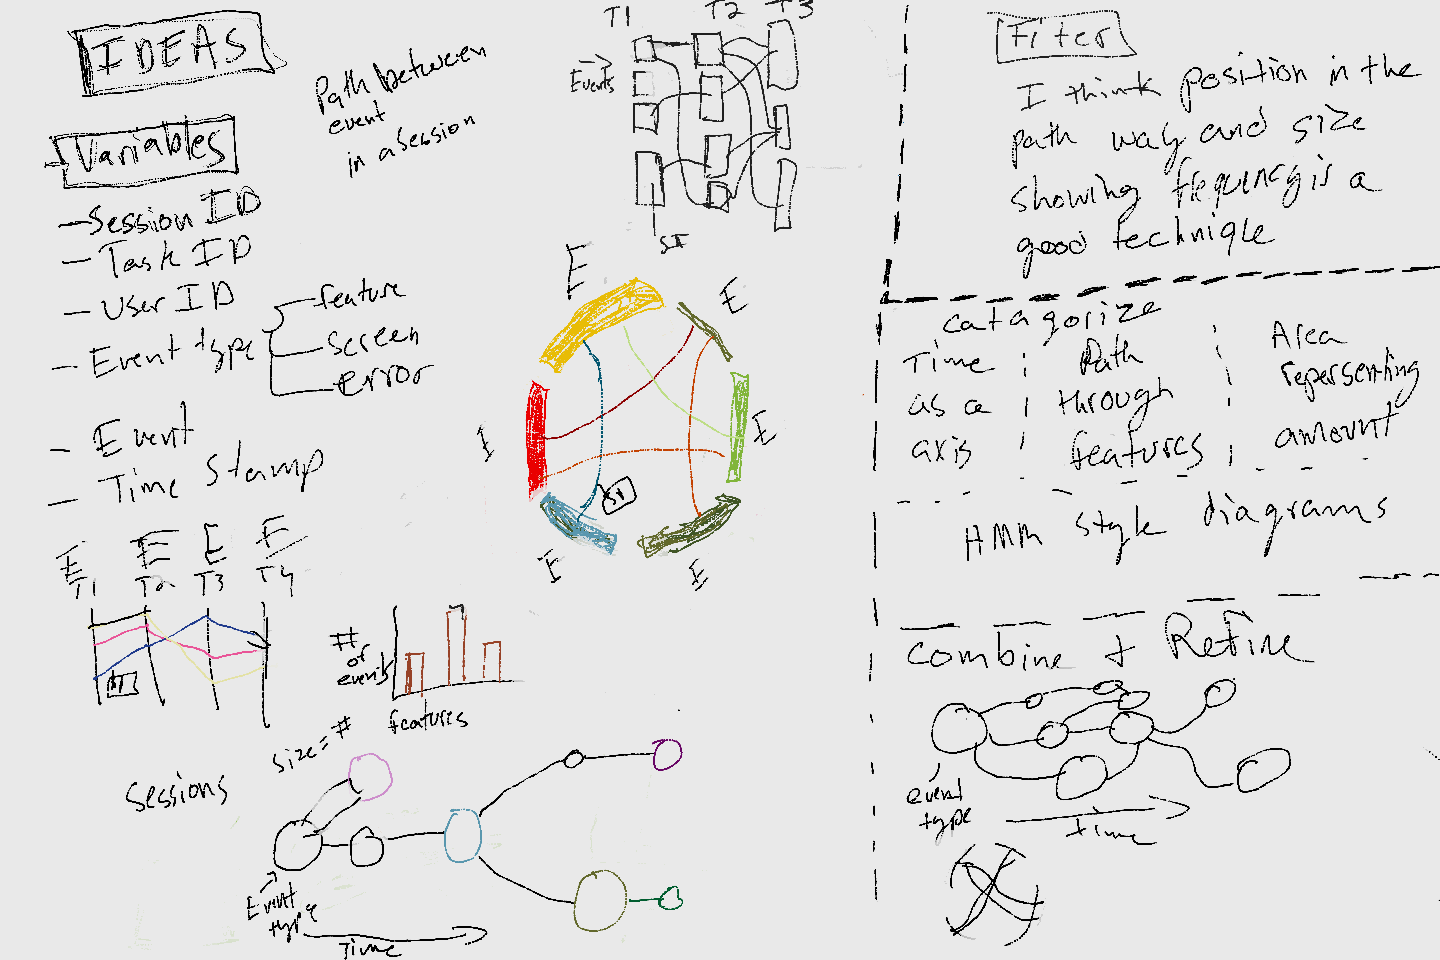 IDEAS
Path between
event
in a session
Variables
- Session ID
- Task ID
- User ID
- Event type
feature
screen
error
- Event
- Time Stamp
T1 T2 T3
Events
E
E
E
E
E
S1
E E E E
T1 T2 T3 T4
# of
events
features
size = #
Sessions
Event
type
Time
Filter
I think position in the
path way and size
showing frequency is a
good techniqle
Catagorize
Time
as a
axis
Path
through
features
Area
repersenting
amount
HMM style diagrams
Combine + Refine
event
type
time